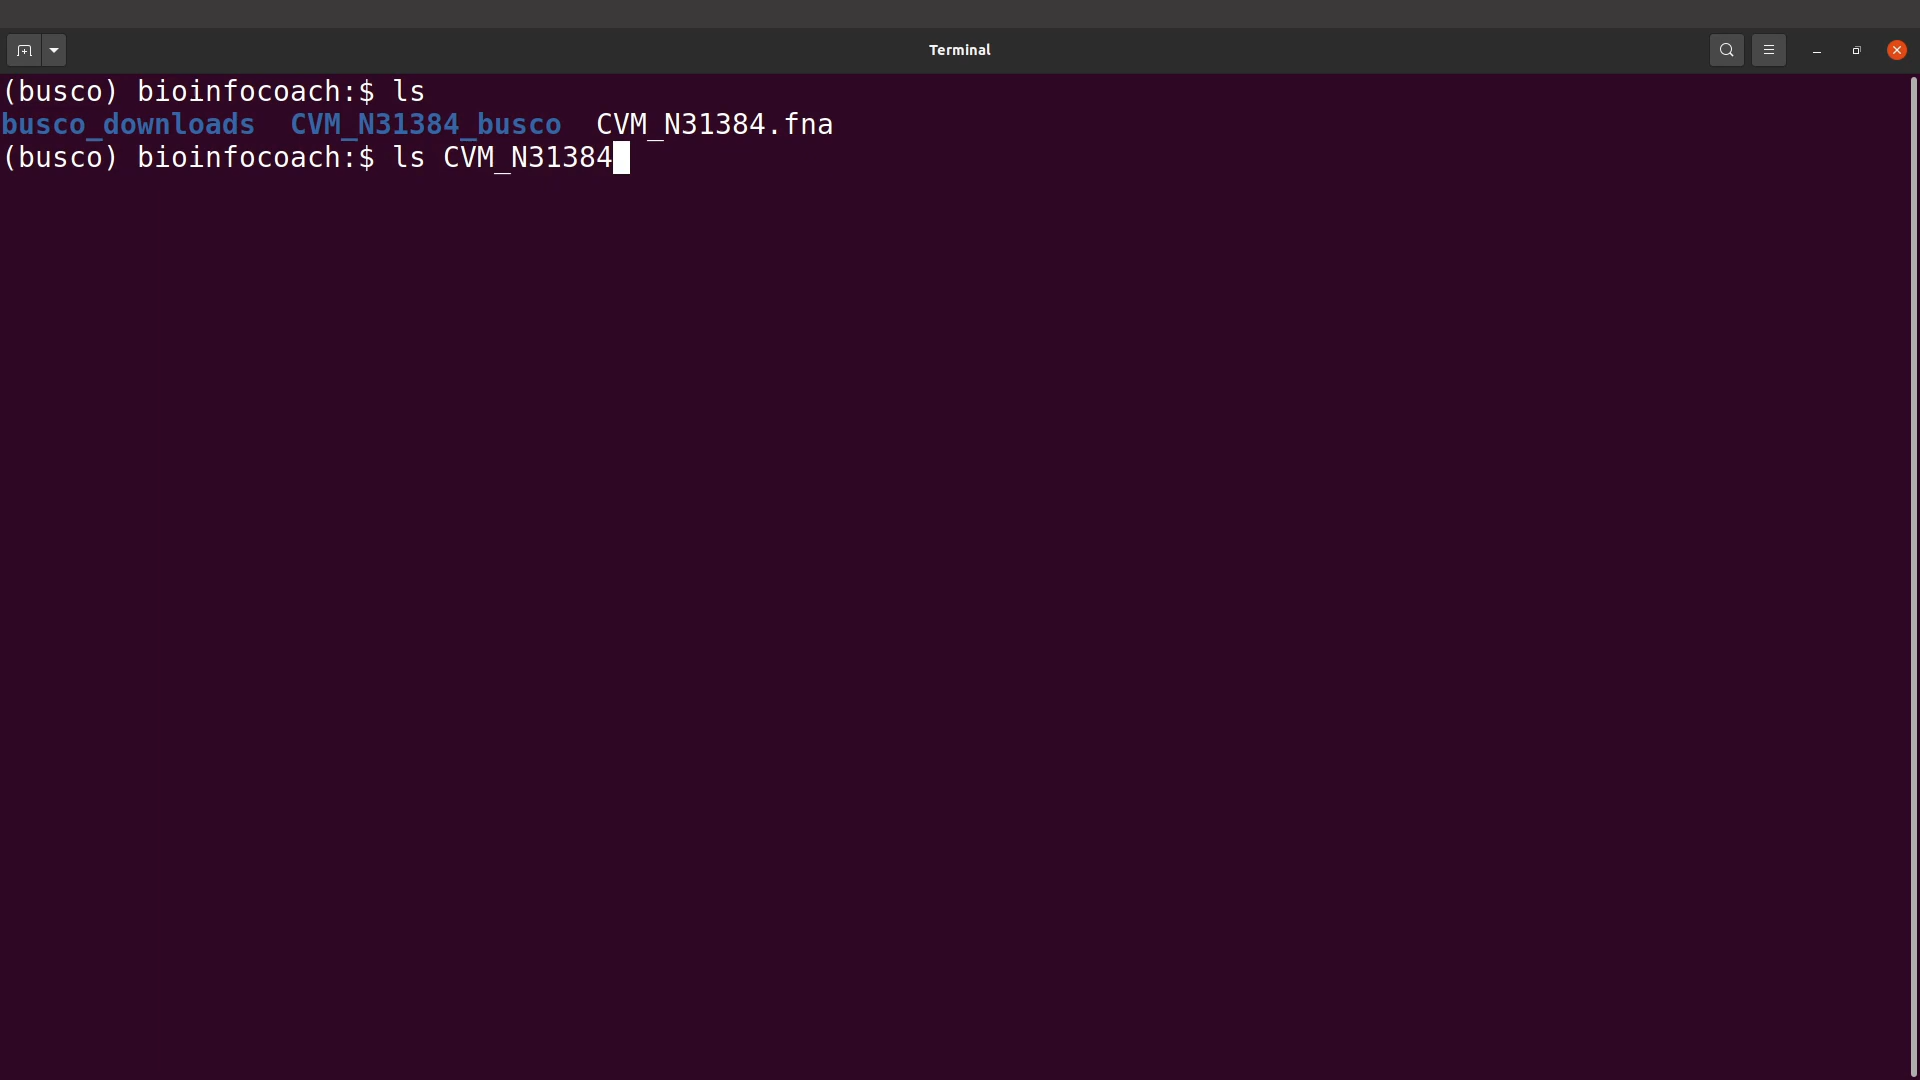 Terminal
(busco) bioinfocoach:$ ls
busco_downloads  CVM_N31384_busco  CVM_N31384.fna
(busco) bioinfocoach:$ ls CVM_N31384